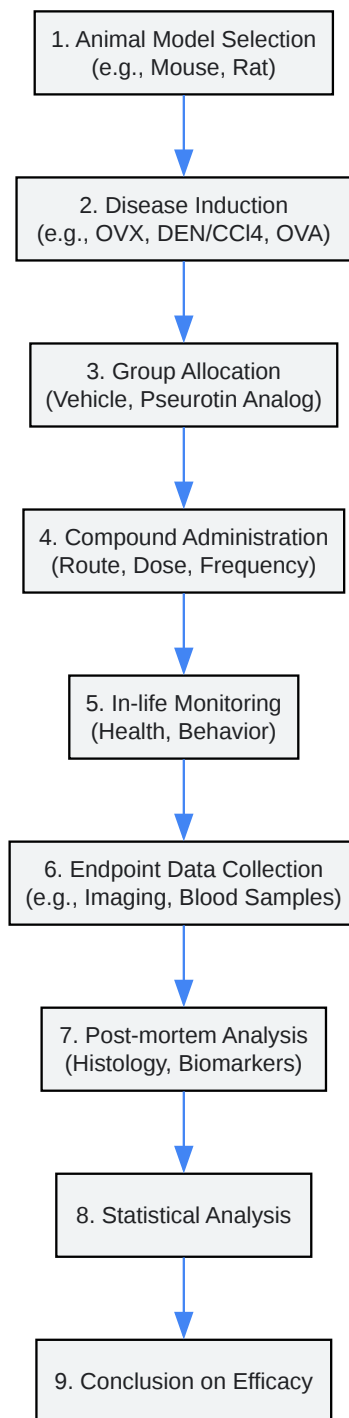 1. Animal Model Selection
(e.g., Mouse, Rat)
2. Disease Induction
(e.g., OVX, DEN/CCl4, OVA)
3. Group Allocation
(Vehicle, Pseurotin Analog)
4. Compound Administration
(Route, Dose, Frequency)
5. In-life Monitoring
(Health, Behavior)
6. Endpoint Data Collection
(e.g., Imaging, Blood Samples)
7. Post-mortem Analysis
(Histology, Biomarkers)
8. Statistical Analysis
9. Conclusion on Efficacy